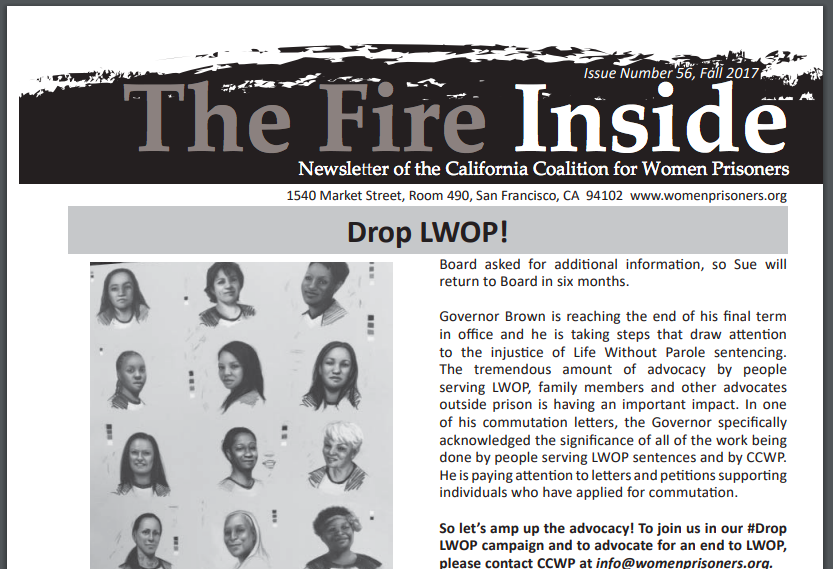 Issue Number 56, Fall 2017
The Fire Inside
Newsletter of the California Coalition for Women Prisoners
1540 Market Street, Room 490, San Francisco, CA 94102 www.womenprisoners.org
Drop LWOP!
Board asked for additional information, so Sue will
return to Board in six months.
Governor Brown is reaching the end of his final term
in office and he is taking steps that draw attention
to the injustice of Life Without Parole sentencing.
The tremendous amount of advocacy by people
serving LWOP, family members and other advocates
outside prison is having an important impact. In one
of his commutation letters, the Governor specifically
acknowledged the significance of all of the work being
done by people serving LWOP sentences and by CCWP.
He is paying attention to letters and petitions supporting
individuals who have applied for commutation.
So let's amp up the advocacy! To join us in our #Drop
LWOP campaign and to advocate for an end to LWOP,
please contact CCWP at info@womenprisoners.org.